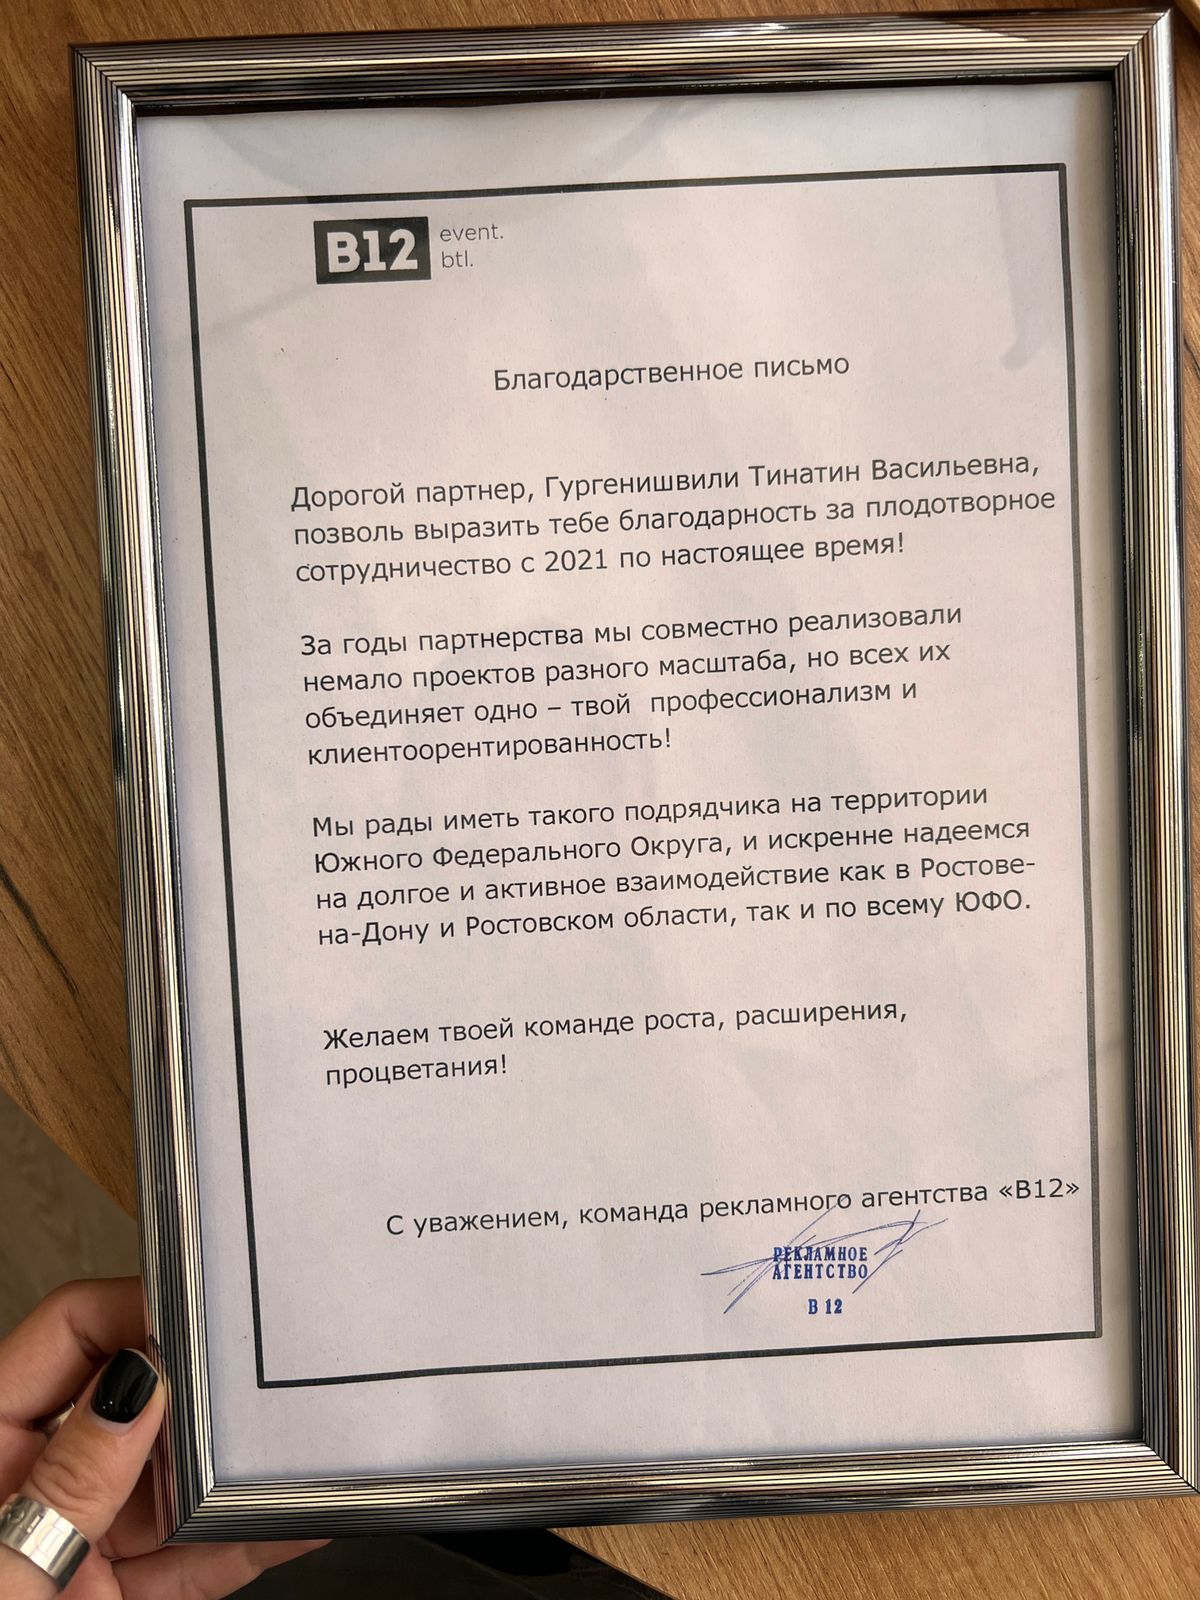 B12 event.
btl.
Благодарственное письмо
Дорогой партнер, Гургенишвили Тинатин Васильевна,
позволь выразить тебе благодарность за плодотворное
сотрудничество с 2021 по настоящее время!
За годы партнерства мы совместно реализовали
немало проектов разного масштаба, но всех их
объединяет одно – твой  профессионализм и
клиентоорентированность!
Мы рады иметь такого подрядчика на территории
Южного Федерального Округа, и искренне надеемся
на долгое и активное взаимодействие как в Ростове-
на-Дону и Ростовском области, так и по всему ЮФО.
Желаем твоей команде роста, расширения,
процветания!
С уважением, команда рекламного агентства «В12»
РЕКЛАМНОЕ
АГЕНТСТВО
В 12